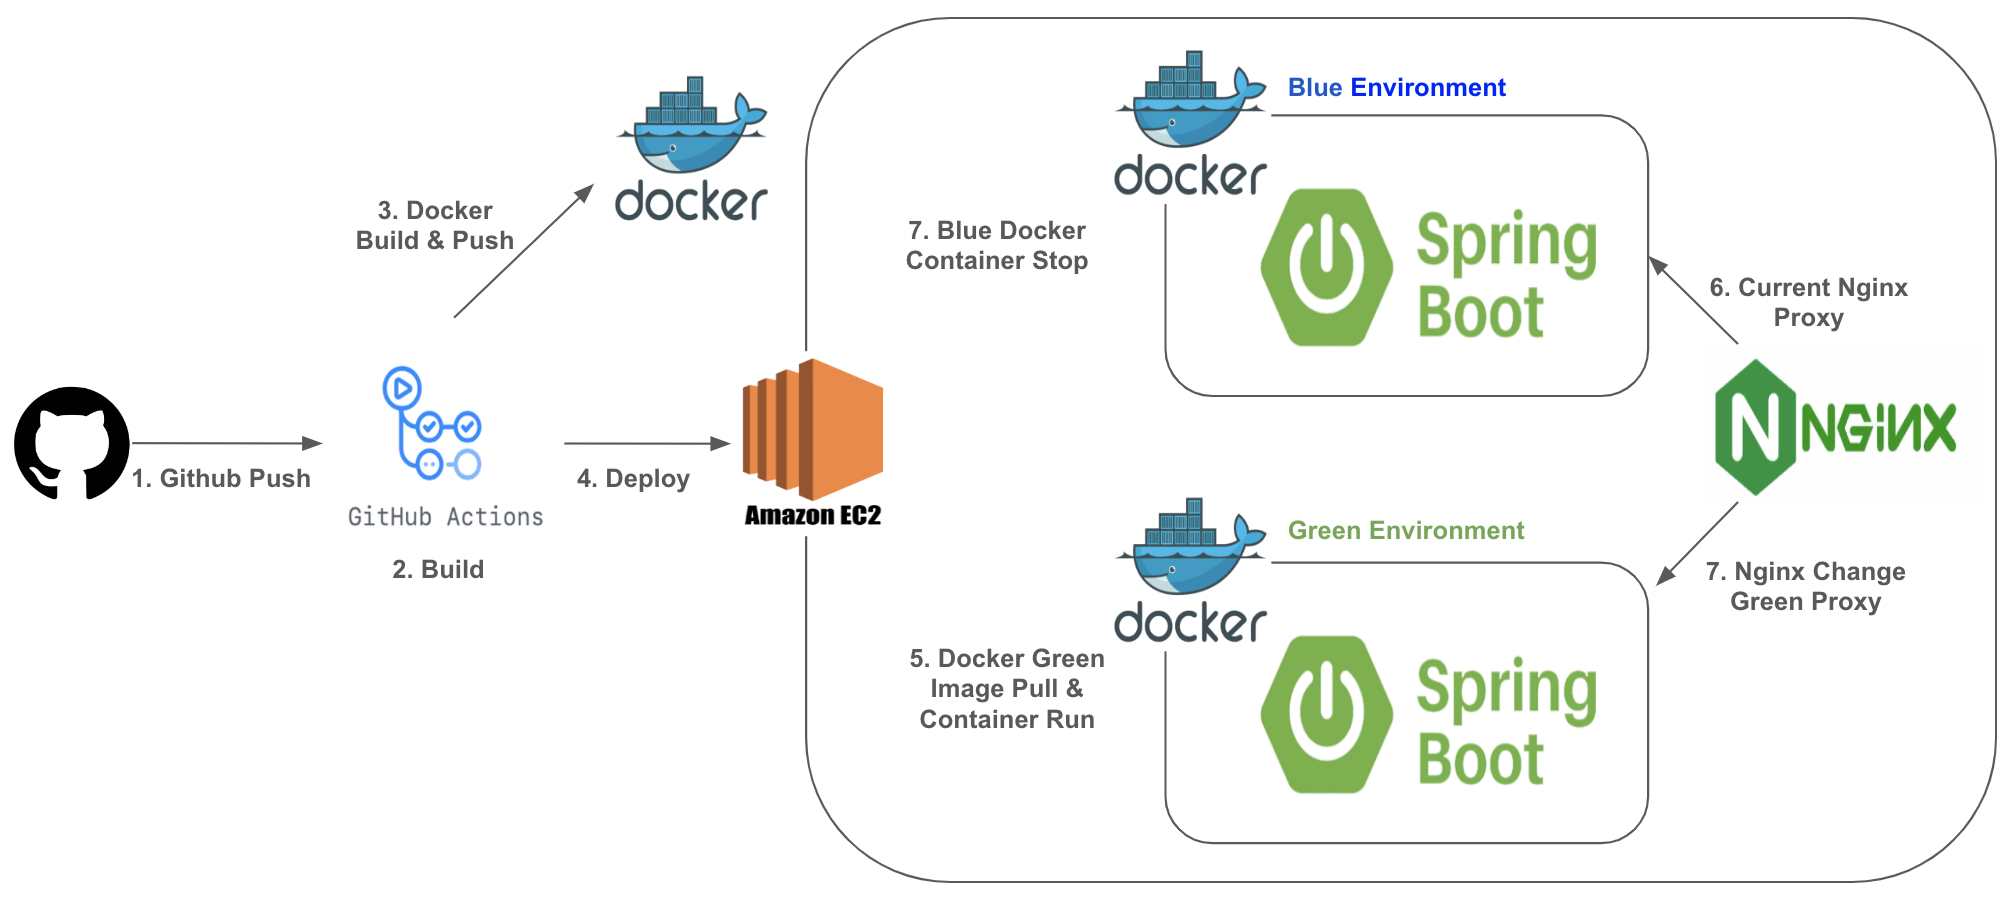 docker
3. Docker
Build & Push
1. Github Push
GitHub Actions
2. Build
4. Deploy
Amazon EC2
docker
Blue Environment
7. Blue Docker
Container Stop
Spring
Boot
6. Current Nginx
Proxy
N NGiNX
docker
Green Environment
7. Nginx Change
Green Proxy
5. Docker Green
Image Pull &
Container Run
Spring
Boot